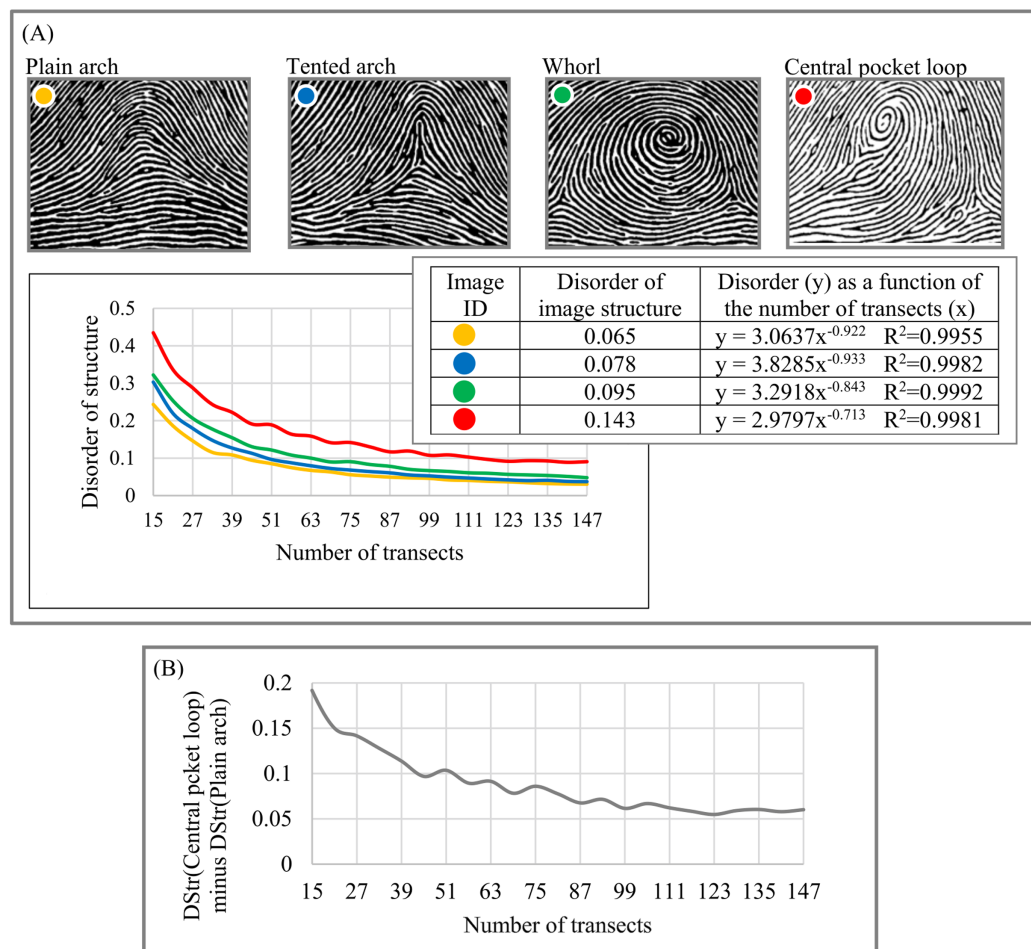 (A)
Plain arch
Tented arch
Whorl
Central pocket loop
Image ID
Disorder of image structure
Disorder (y) as a function of the number of transects (x)
0.065
y = 3.0637x^-0.922 R²=0.9955
0.078
y = 3.8285x^-0.933 R²=0.9982
0.095
y = 3.2918x^-0.843 R²=0.9992
0.143
y = 2.9797x^-0.713 R²=0.9981
Disorder of structure
0.5
0.4
0.3
0.2
0.1
0
15 27 39 51 63 75 87 99 111 123 135 147
Number of transects
(B)
DStr(Central pcket loop)
minus DStr(Plain arch)
0.2
0.15
0.1
0.05
0
15 27 39 51 63 75 87 99 111 123 135 147
Number of transects